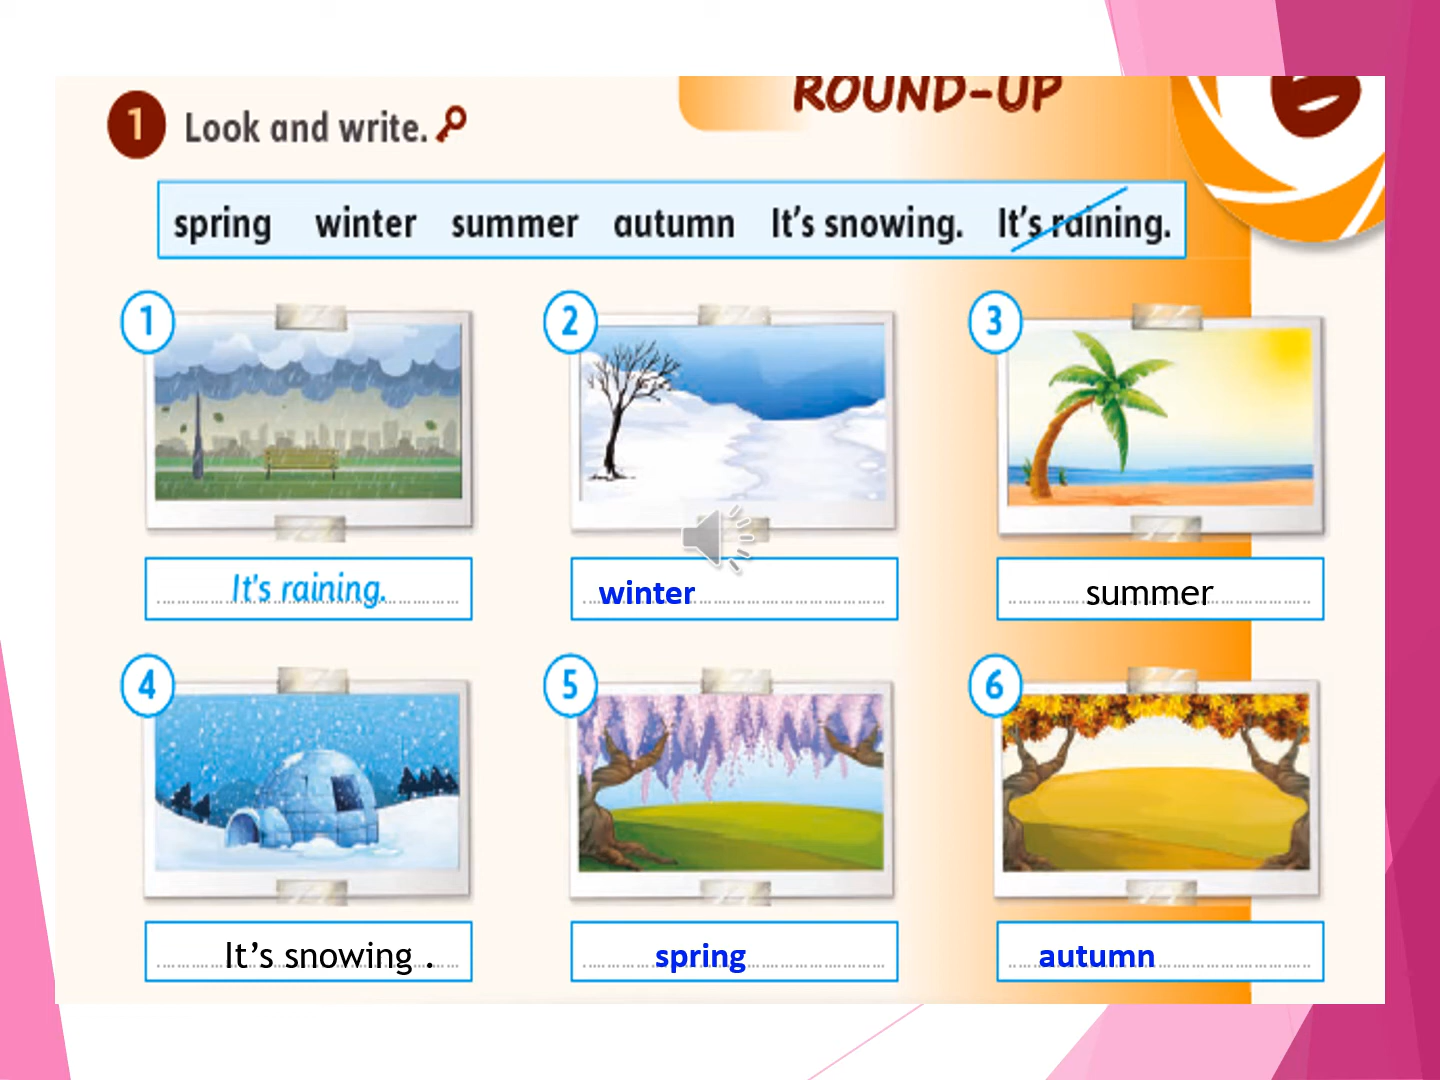 ROUND-UP
1 Look and write.
spring winter summer autumn It's snowing. It's raining.
1 2 3
It's raining. winter summer
4 5 6
It's snowing . spring autumn